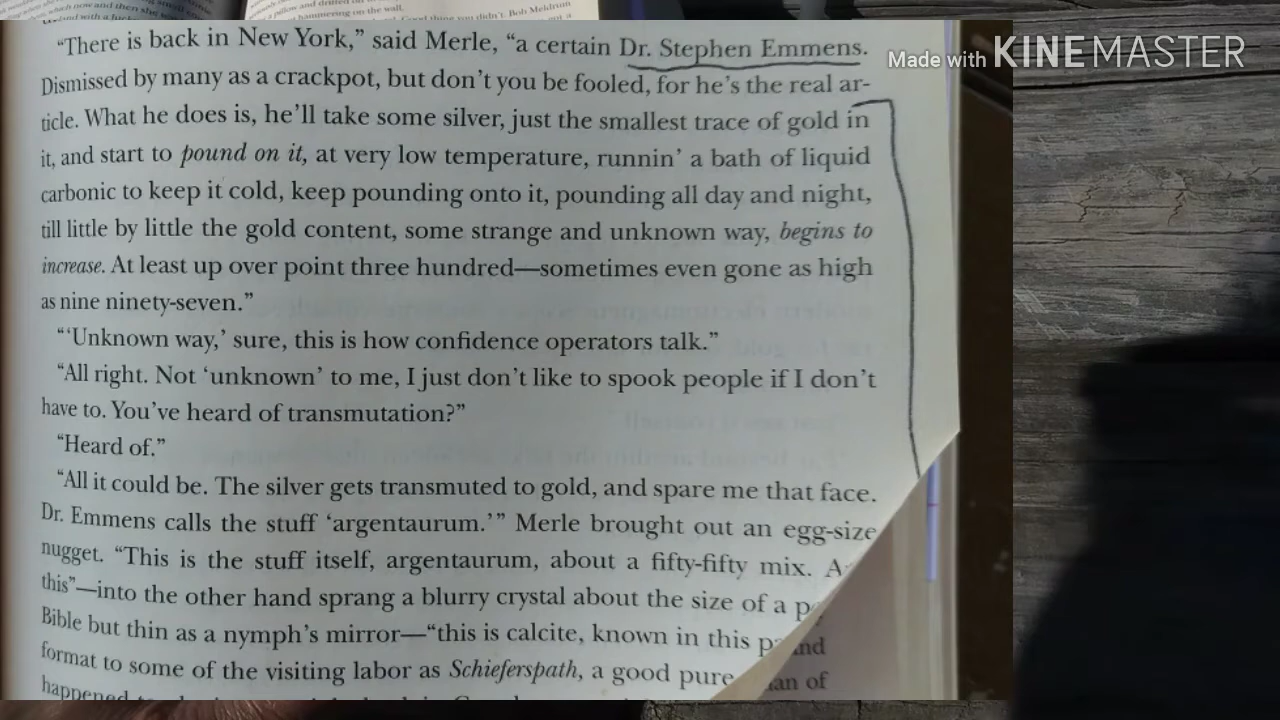 “There is back in New York,” said Merle, “a certain Dr. Stephen Emmens.
Dismissed by many as a crackpot, but don’t you be fooled, for he’s the real ar-
ticle. What he does is, he’ll take some silver, just the smallest trace of gold in
it, and start to pound on it, at very low temperature, runnin’ a bath of liquid
carbonic to keep it cold, keep pounding onto it, pounding all day and night,
till little by little the gold content, some strange and unknown way, begins to
increase. At least up over point three hundred—sometimes even gone as high
as nine ninety-seven.”
“‘Unknown way,’ sure, this is how confidence operators talk.”
“All right. Not ‘unknown’ to me, I just don’t like to spook people if I don’t
have to. You’ve heard of transmutation?”
“Heard of.”
“All it could be. The silver gets transmuted to gold, and spare me that face.
Dr. Emmens calls the stuff ‘argentaurum.’” Merle brought out an egg-size
nugget. “This is the stuff itself, argentaurum, about a fifty-fifty mix.
this”—into the other hand sprang a blurry crystal about the size of a
Bible but thin as a nymph’s mirror—“this is calcite, known in this
format to some of the visiting labor as Schieferspath, a good pure
happened
of
Made with KINEMASTER